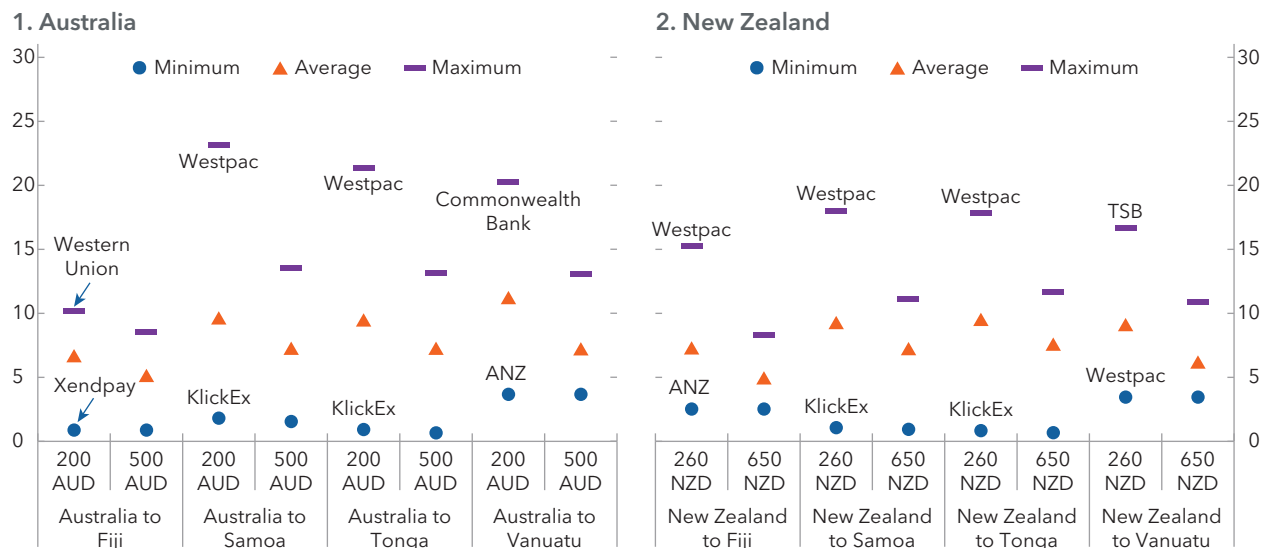 1. Australia
30
25
20
15
10
5
0
Minimum
Average
Maximum
Western
Union
Xendpay
Westpac
KlickEx
Westpac
KlickEx
Commonwealth
Bank
ANZ
200
AUD
500
AUD
200
AUD
500
AUD
200
AUD
500
AUD
200
AUD
500
AUD
Australia to
Fiji
Australia to
Samoa
Australia to
Tonga
Australia to
Vanuatu
2. New Zealand
Minimum
Average
Maximum
30
25
20
15
10
5
0
Westpac
ANZ
Westpac
KlickEx
Westpac
KlickEx
TSB
Westpac
260
NZD
650
NZD
260
NZD
650
NZD
260
NZD
650
NZD
260
NZD
650
NZD
New Zealand
to Fiji
New Zealand
to Samoa
New Zealand
to Tonga
New Zealand
to Vanuatu